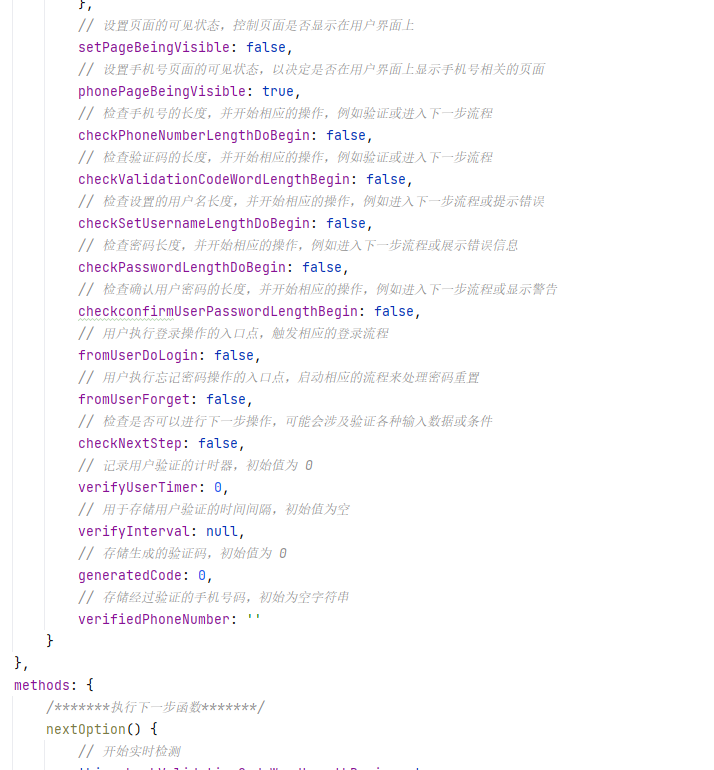 },
// 设置页面的可见状态，控制页面是否显示在用户界面上
setPageBeingVisible: false,
// 设置手机号页面的可见状态，以决定是否在用户界面上显示手机号相关的页面
phonePageBeingVisible: true,
// 检查手机号的长度，并开始相应的操作，例如验证或进入下一步流程
checkPhoneNumberLengthDoBegin: false,
// 检查验证码的长度，并开始相应的操作，例如验证或进入下一步流程
checkValidationCodeWordLengthBegin: false,
// 检查设置的用户名长度，并开始相应的操作，例如进入下一步流程或提示错误
checkSetUsernameLengthDoBegin: false,
// 检查密码长度，并开始相应的操作，例如进入下一步流程或展示错误信息
checkPasswordLengthDoBegin: false,
// 检查确认用户密码的长度，并开始相应的操作，例如进入下一步流程或显示警告
checkconfirmUserPasswordLengthBegin: false,
// 用户执行登录操作的入口点，触发相应的登录流程
fromUserDoLogin: false,
// 用户执行忘记密码操作的入口点，启动相应的流程来处理密码重置
fromUserForget: false,
// 检查是否可以进行下一步操作，可能会涉及验证各种输入数据或条件
checkNextStep: false,
// 记录用户验证的计时器，初始值为 0
verifyUserTimer: 0,
// 用于存储用户验证的时间间隔，初始值为空
verifyInterval: null,
// 存储生成的验证码，初始值为 0
generatedCode: 0,
// 存储经过验证的手机号码，初始为空字符串
verifiedPhoneNumber: ''
}
},
methods: {
/*******执行下一步函数*******/
nextOption() {
// 开始实时检测